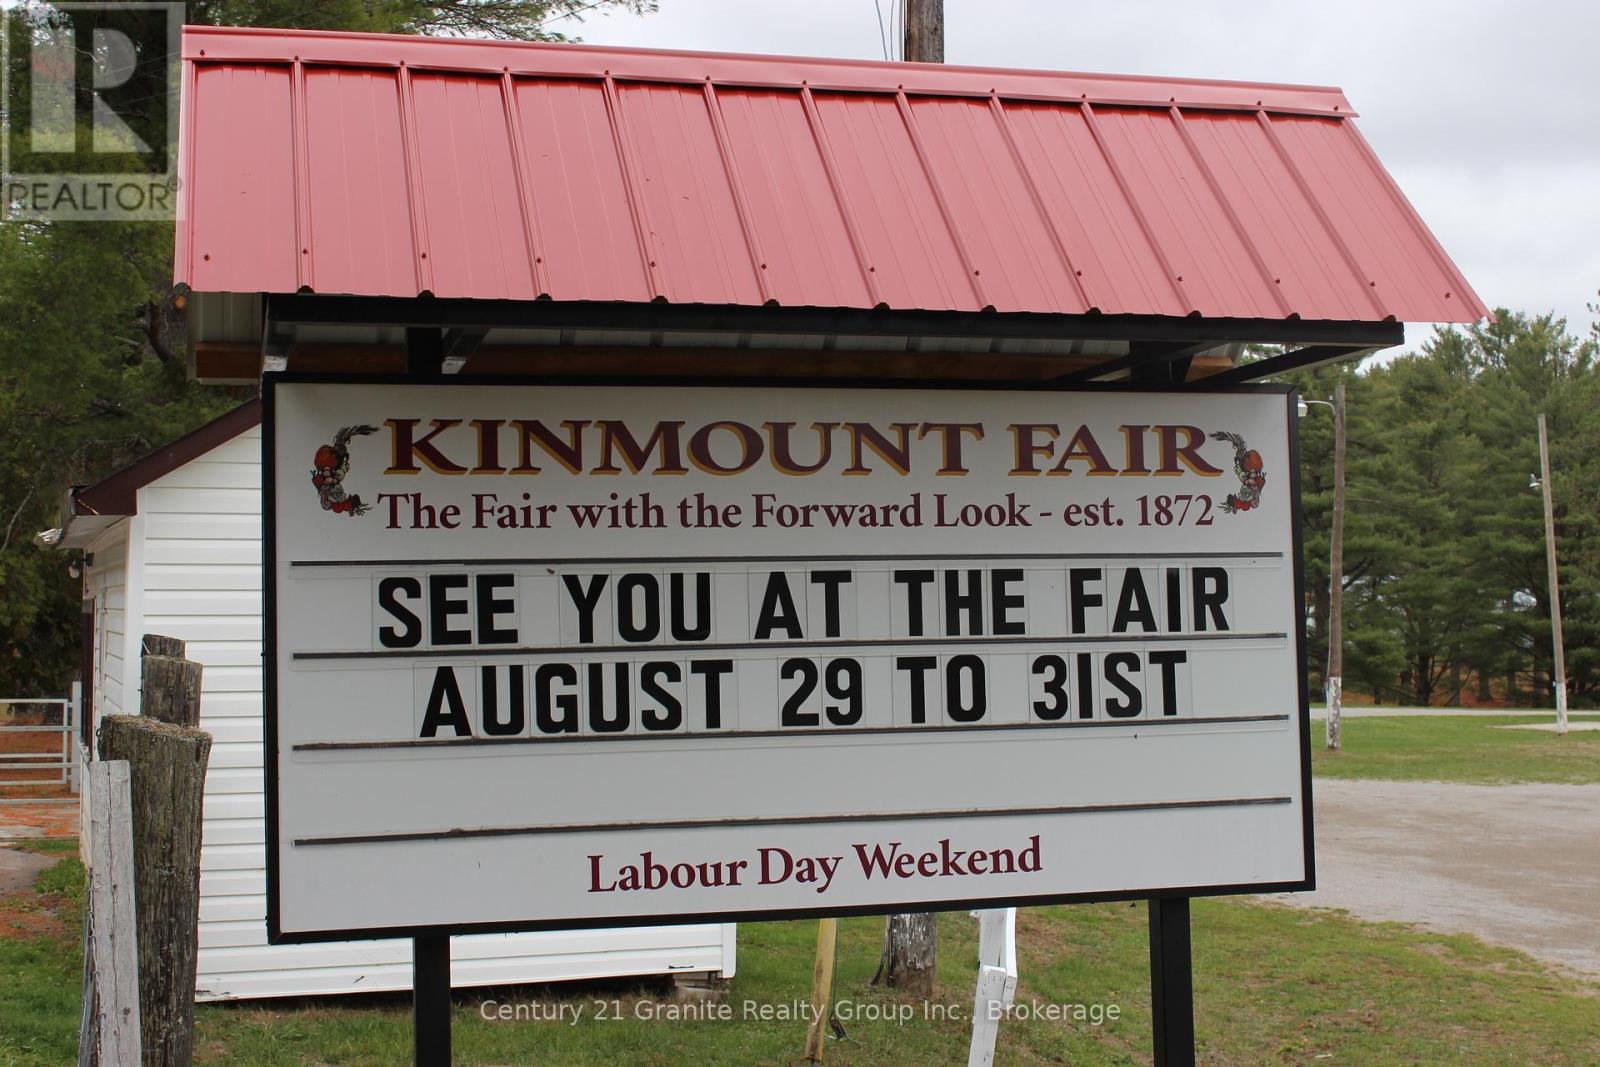 R
REALTOR®
KINMOUNT FAIR
The Fair with the Forward Look - est. 1872
SEE YOU AT THE FAIR
AUGUST 29 TO 31ST
Labour Day Weekend
Century 21 Granite Realty Group Inc., Brokerage